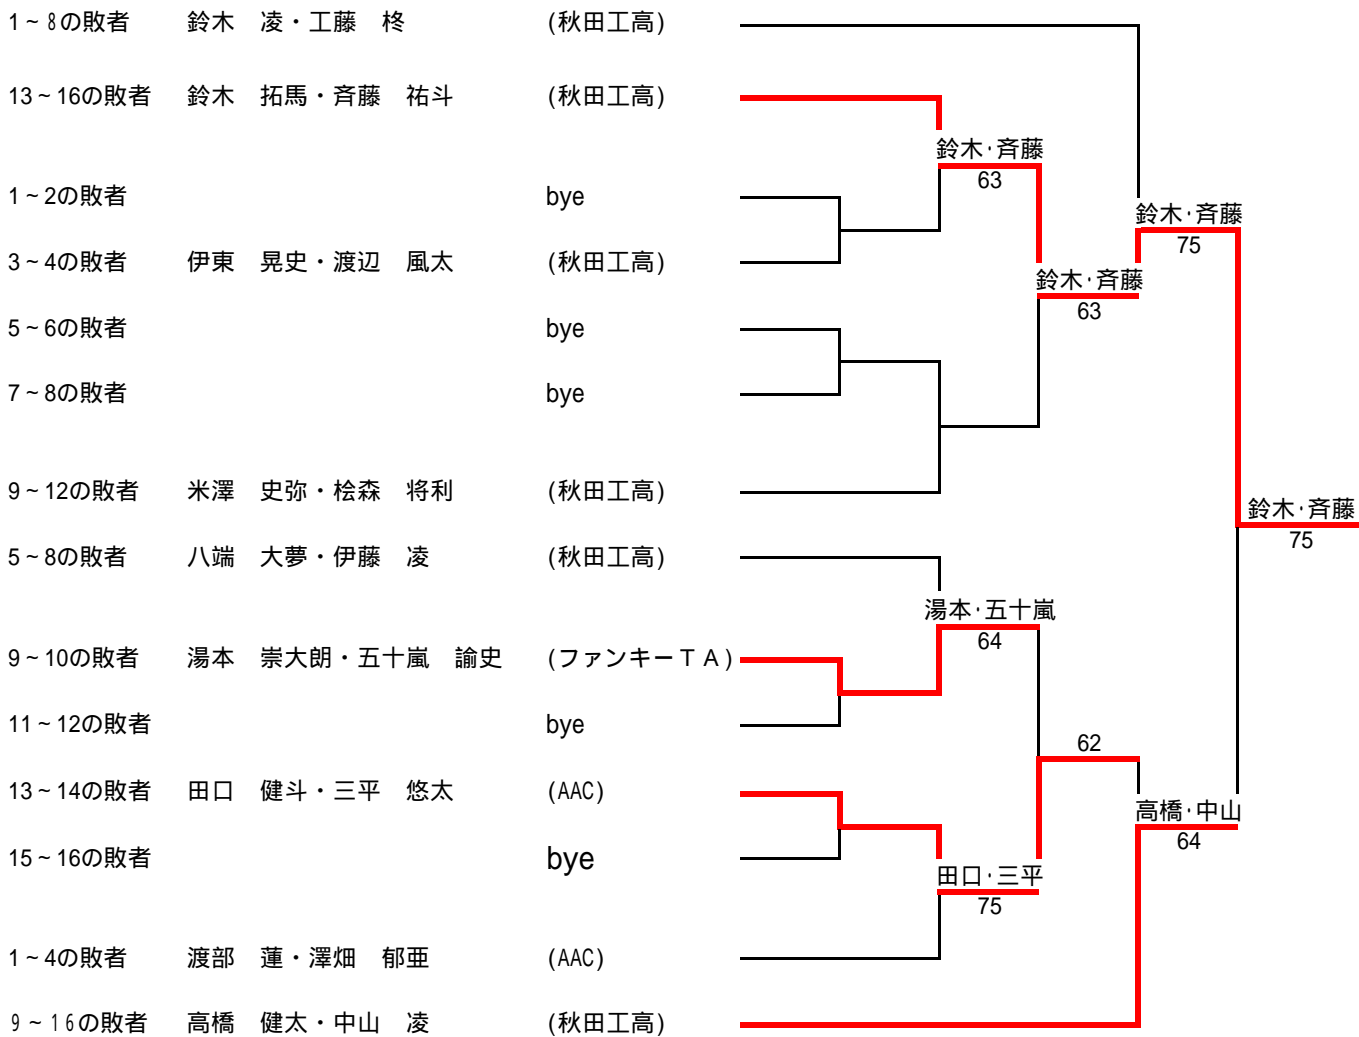 1～8の敗者 鈴木 凌・工藤 柊 (秋田工高)
13～16の敗者 鈴木 拓馬・斉藤 祐斗 (秋田工高)
鈴木・斉藤
63
1～2の敗者 bye
鈴木・斉藤
75
3～4の敗者 伊東 晃史・渡辺 風太 (秋田工高)
鈴木・斉藤
63
5～6の敗者 bye
7～8の敗者 bye
9～12の敗者 米澤 史弥・桧森 将利 (秋田工高)
鈴木・斉藤
75
5～8の敗者 八端 大夢・伊藤 凌 (秋田工高)
湯本・五十嵐
64
9～10の敗者 湯本 崇大朗・五十嵐 諭史 (ファンキーＴＡ)
11～12の敗者 bye
62
13～14の敗者 田口 健斗・三平 悠太 (AAC)
高橋・中山
64
15～16の敗者 bye
田口・三平
75
1～4の敗者 渡部 蓮・澤畑 郁亜 (AAC)
9～16の敗者 高橋 健太・中山 凌 (秋田工高)